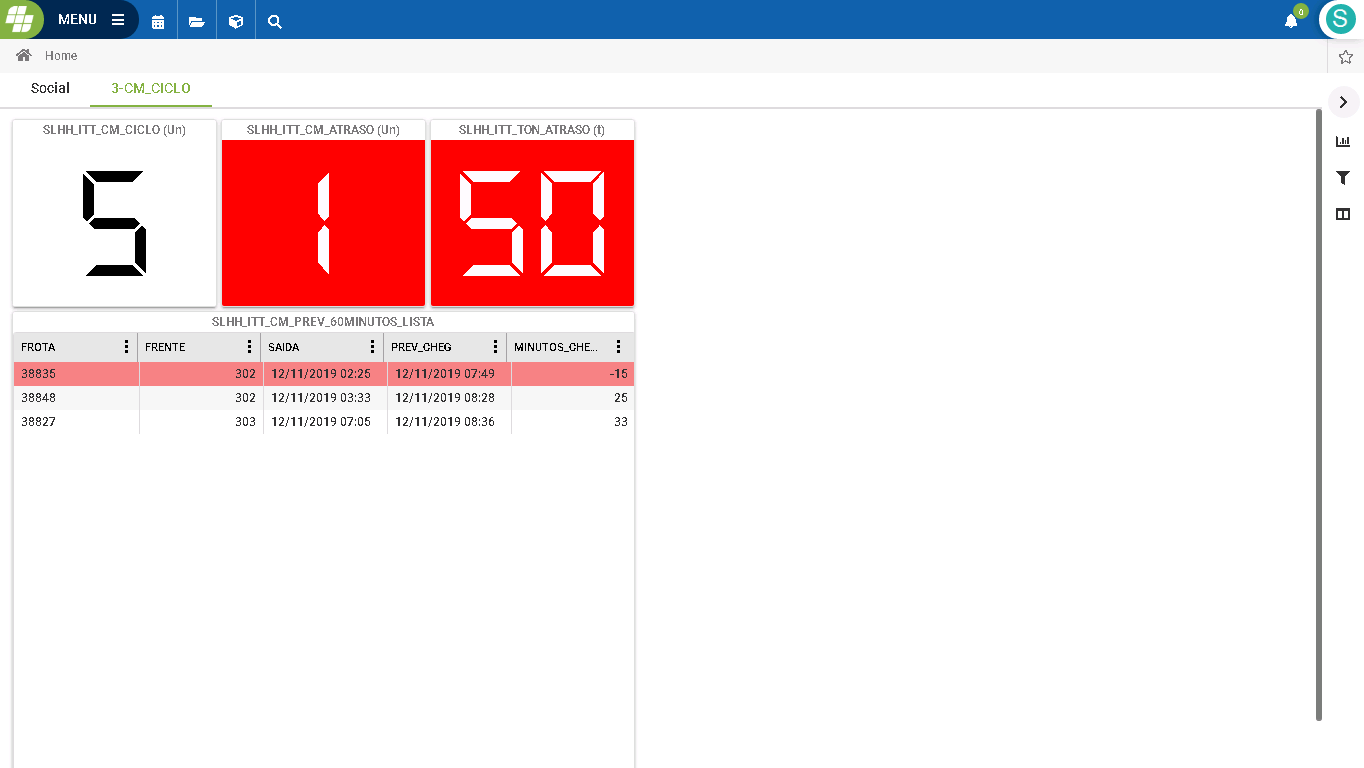 MENU
0
S
Home
Social 3-CM_CICLO
SLHH_ITT_CM_CICLO (Un) SLHH_ITT_CM_ATRASO (Un) SLHH_ITT_TON_ATRASO (t)
5 1 50
SLHH_ITT_CM_PREV_60MINUTOS_LISTA
FROTA FRENTE SAIDA PREV_CHEG MINUTOS_CHE...
38835 302 12/11/2019 02:25 12/11/2019 07:49 -15
38848 302 12/11/2019 03:33 12/11/2019 08:28 25
38827 303 12/11/2019 07:05 12/11/2019 08:36 33